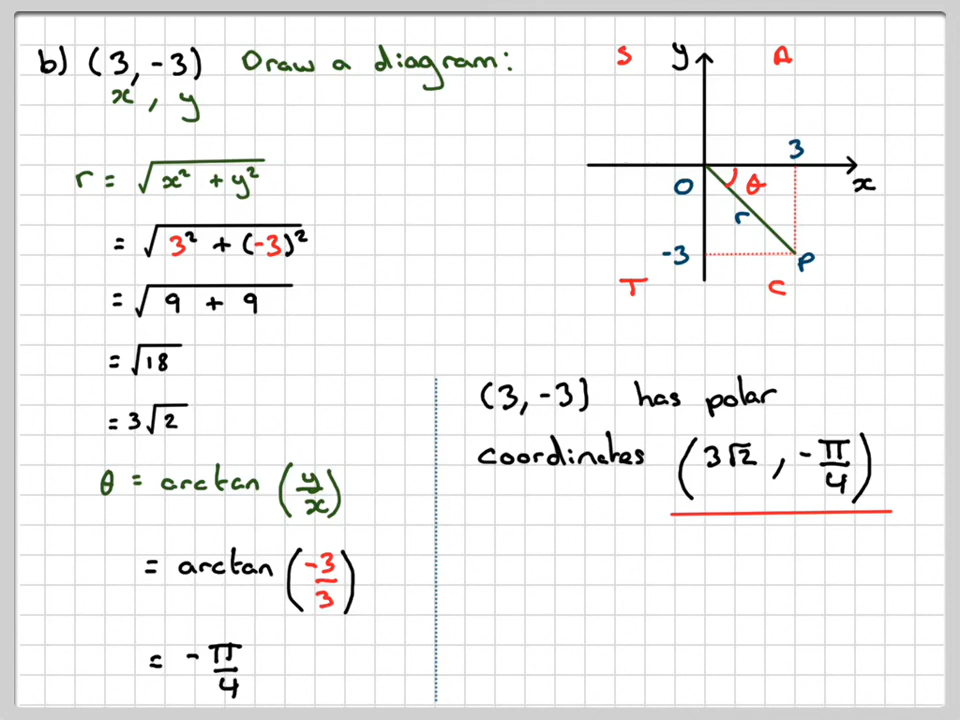 b) (3, -3) Draw a diagram:
x, y
r = √x² + y²
= √3² + (-3)²
= √9 + 9
= √18
= 3√2
θ = arctan (y/x)
= arctan (-3/3)
= -π/4
S y A
3
O θ x
r
-3 P
T C
(3, -3) has polar
coordinates (3√2, -π/4)